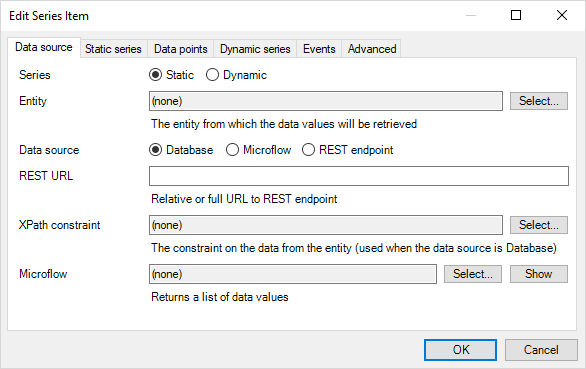 Edit Series Item
Data source Static series Data points Dynamic series Events Advanced
Series Static Dynamic
Entity (none) Select...
The entity from which the data values will be retrieved
Data source Database Microflow REST endpoint
REST URL
Relative or full URL to REST endpoint
XPath constraint (none) Select...
The constraint on the data from the entity (used when the data source is Database)
Microflow (none) Select... Show
Returns a list of data values
OK Cancel